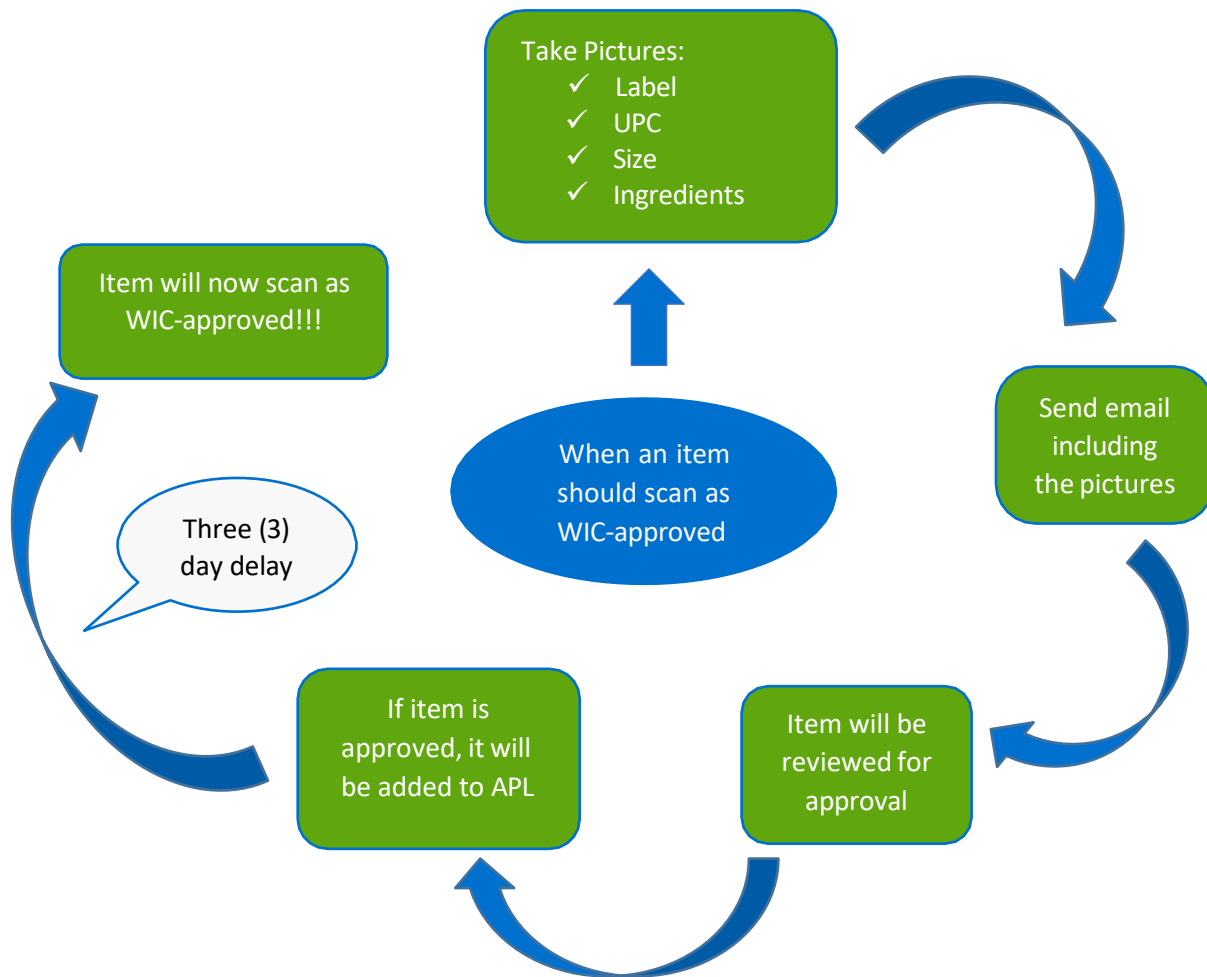 When an item
should scan as
WIC-approved
Take Pictures:
✓ Label
✓ UPC
✓ Size
✓ Ingredients
Send email
including
the pictures
Item will be
reviewed for
approval
If item is
approved, it will
be added to APL
Three (3)
day delay
Item will now scan as
WIC-approved!!!